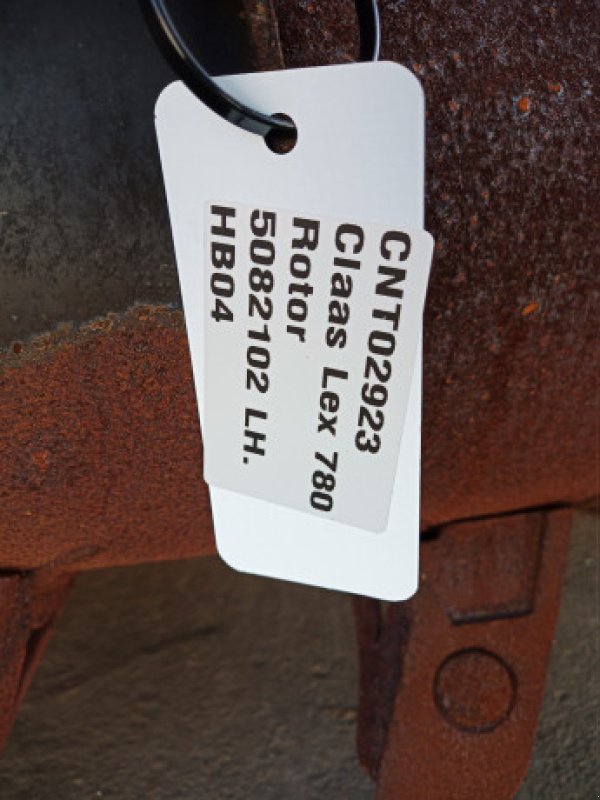 CNT02923
Claas Lex 780
Rotor
5082102 LH.
HB04